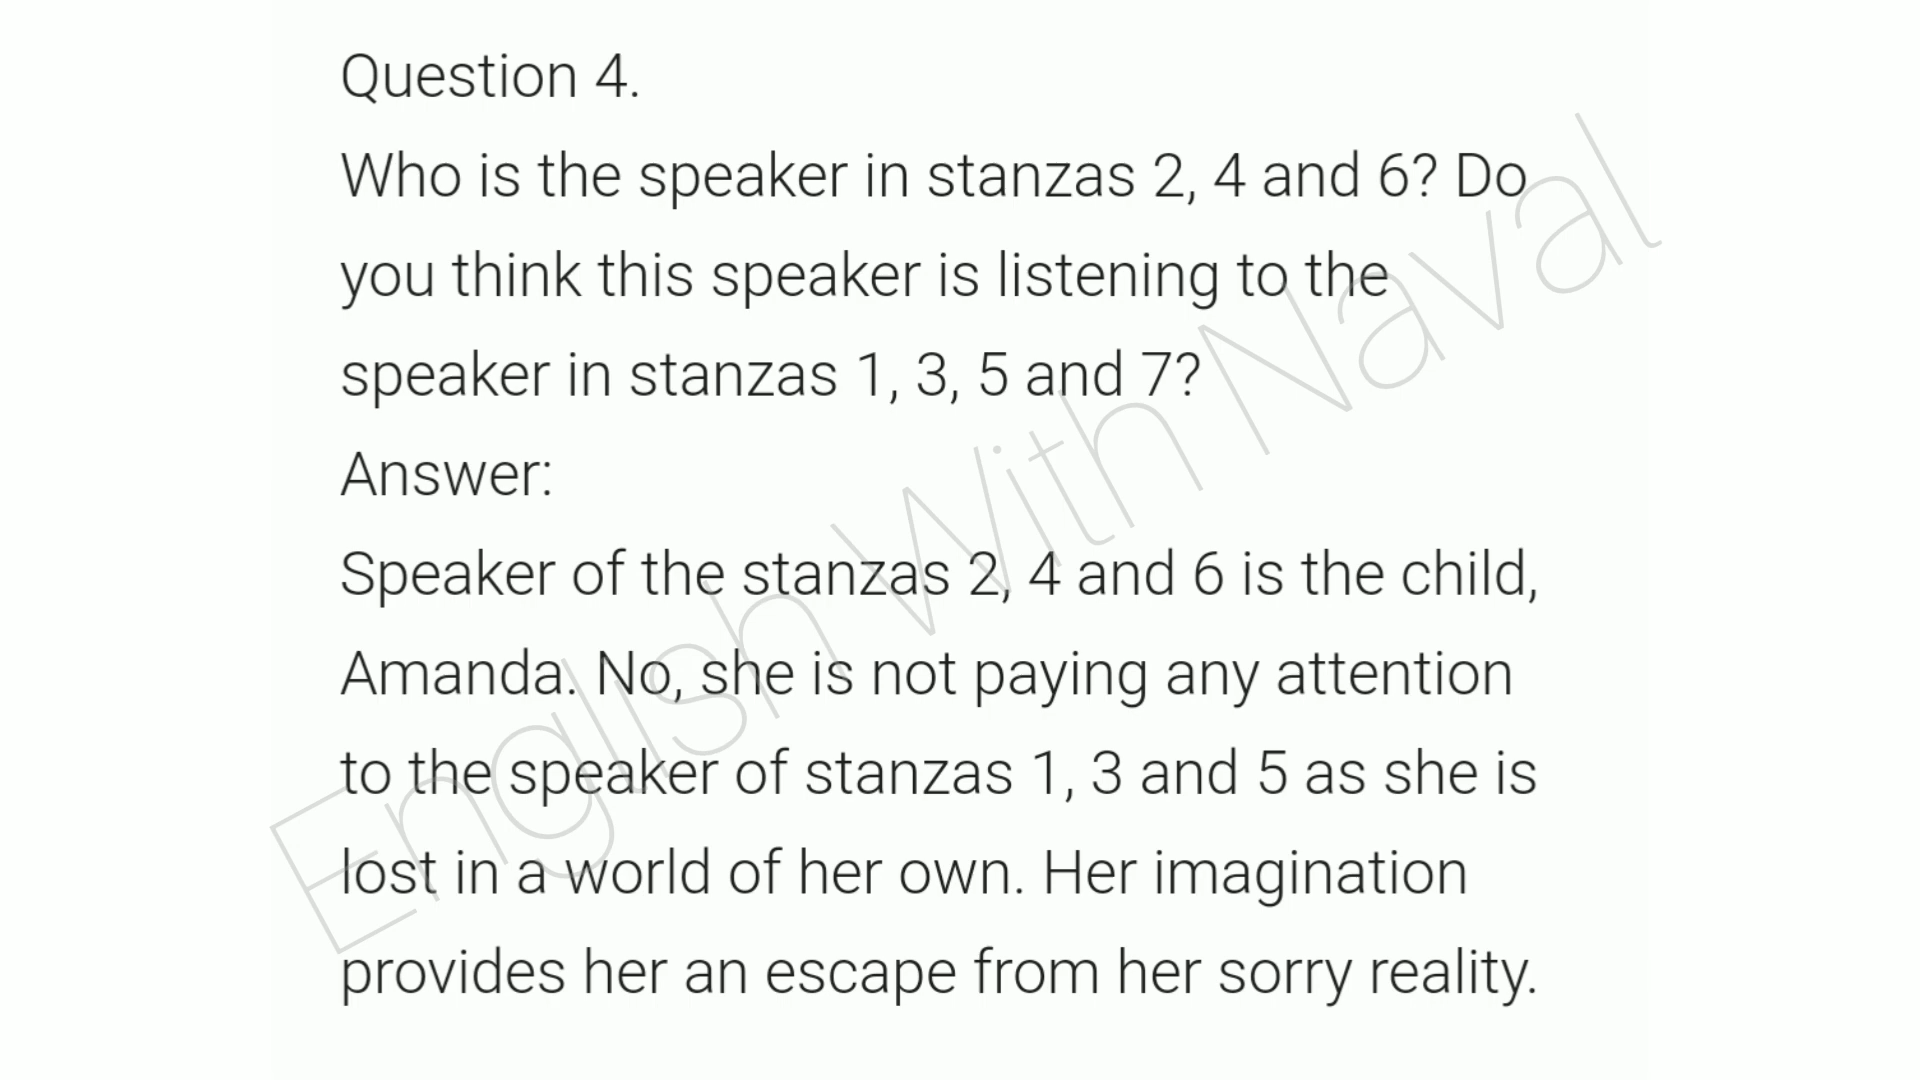 Question 4.
Who is the speaker in stanzas 2, 4 and 6? Do
you think this speaker is listening to the
speaker in stanzas 1, 3, 5 and 7?
Answer:
Speaker of the stanzas 2, 4 and 6 is the child,
Amanda. No, she is not paying any attention
to the speaker of stanzas 1, 3 and 5 as she is
lost in a world of her own. Her imagination
provides her an escape from her sorry reality.
English With Naval